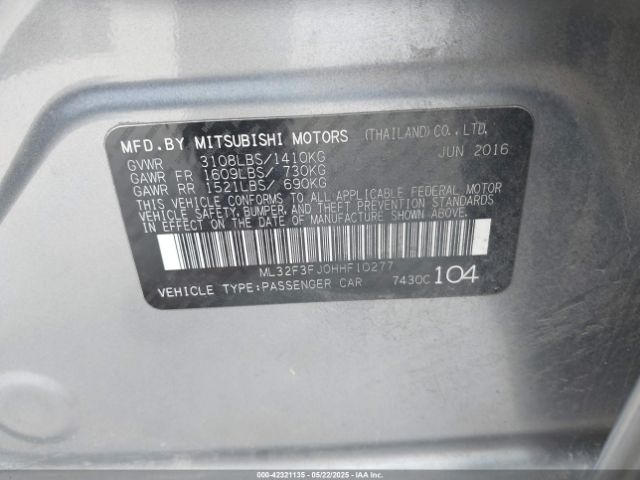 MFD.BY MITSUBISHI MOTORS (THAILAND)CO.,LTD.
GVWR 3108LBS/1410KG JUN 2016
GAWR FR 1609LBS/ 730KG
GAWR RR 1521LBS/ 690KG
THIS VEHICLE CONFORMS TO ALL APPLICABLE FEDERAL MOTOR
VEHICLE SAFETY, BUMPER, AND THEFT PREVENTION STANDARDS
IN EFFECT ON THE DATE OF MANUFACTURE SHOWN ABOVE.
ML32F3FJ0HHF10277
VEHICLE TYPE:PASSENGER CAR 7430C 104
000-42321135 - 05/22/2025 - IAAI.COM